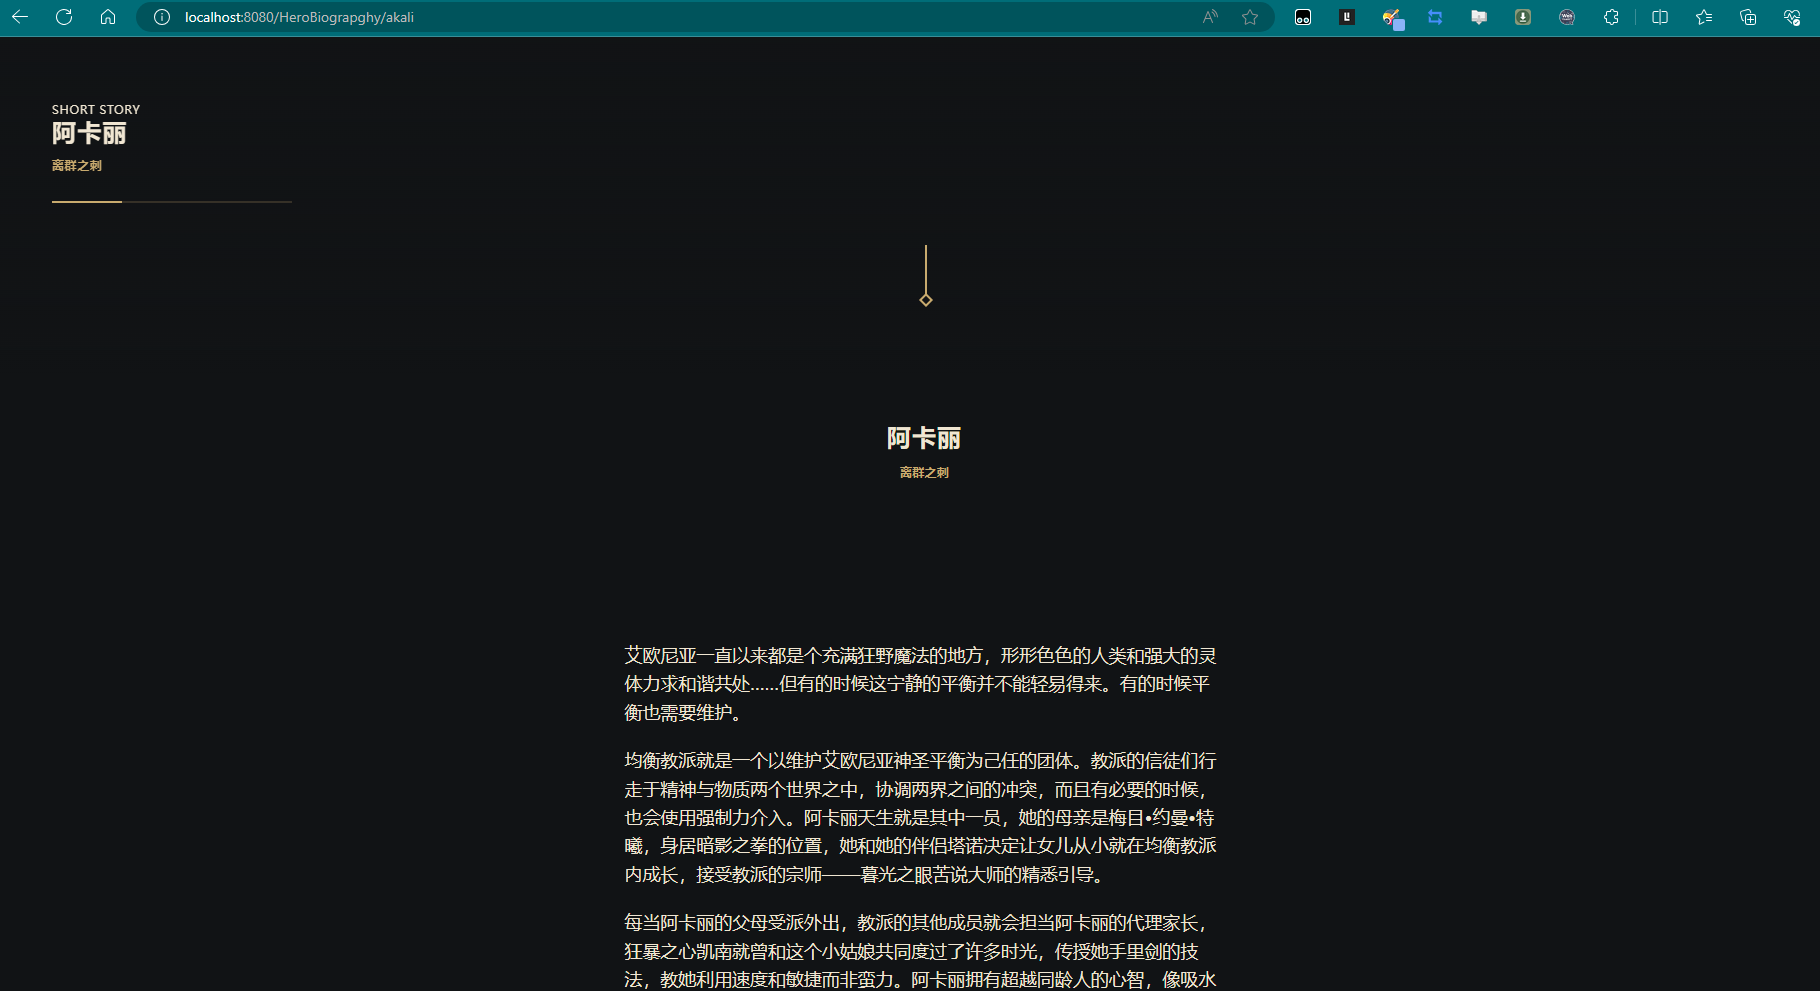 localhost:8080/HeroBiograpghy/akali
SHORT STORY
阿卡丽
离群之刺
阿卡丽
离群之刺
艾欧尼亚一直以来都是个充满狂野魔法的地方，形形色色的人类和强大的灵
体力求和谐共处……但有的时候这宁静的平衡并不能轻易得来。有的时候平
衡也需要维护。
均衡教派就是一个以维护艾欧尼亚神圣平衡为己任的团体。教派的信徒们行
走于精神与物质两个世界之中，协调两界之间的冲突，而且有必要的时候，
也会使用强制力介入。阿卡丽天生就是其中一员，她的母亲是梅目•约曼•特
曦，身居暗影之拳的位置，她和她的伴侣塔诺决定让女儿从小就在均衡教派
内成长，接受教派的宗师——暮光之眼苦说大师的精悉引导。
每当阿卡丽的父母受派外出，教派的其他成员就会担当阿卡丽的代理家长，
狂暴之心凯南就曾和这个小姑娘共同度过了许多时光，传授她手里剑的技
法，教她利用速度和敏捷而非蛮力。阿卡丽拥有超越同龄人的心智，像吸水